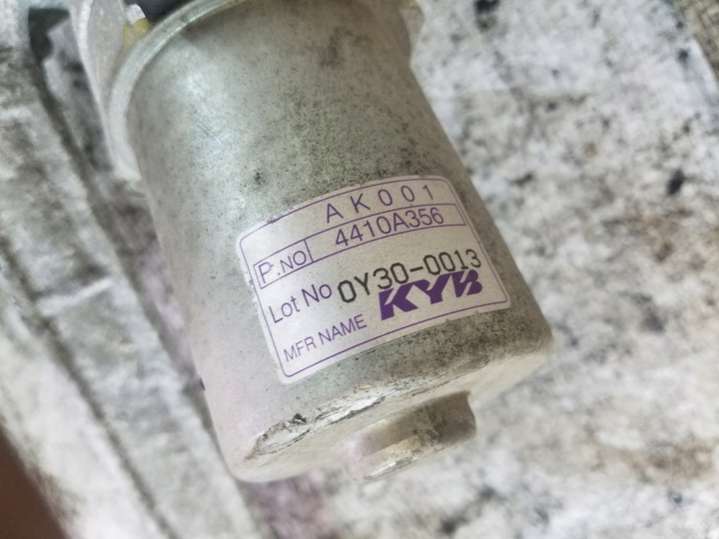 AK001
P.NO 4410A356
Lot No 0Y30-0013
MFR NAME KYB